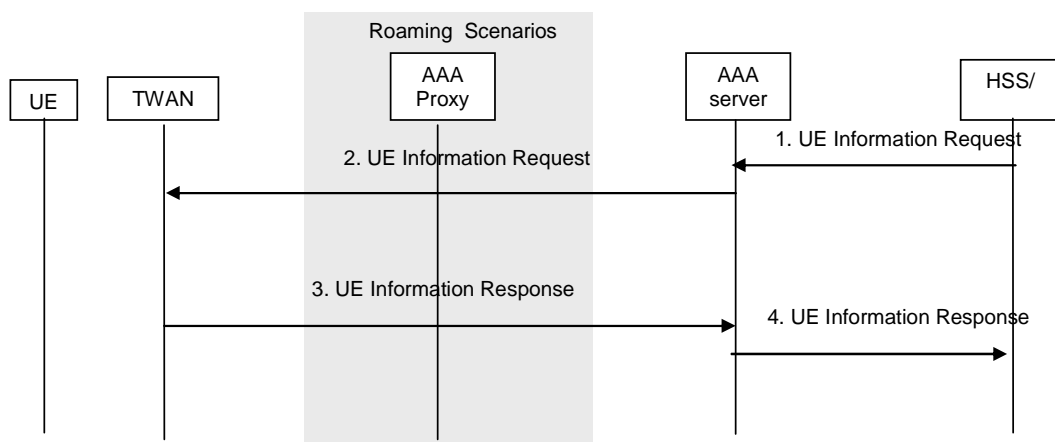 Roaming Scenarios
UE
TWAN
AAA
Proxy
AAA
server
HSS/
1. UE Information Request
2. UE Information Request
3. UE Information Response
4. UE Information Response